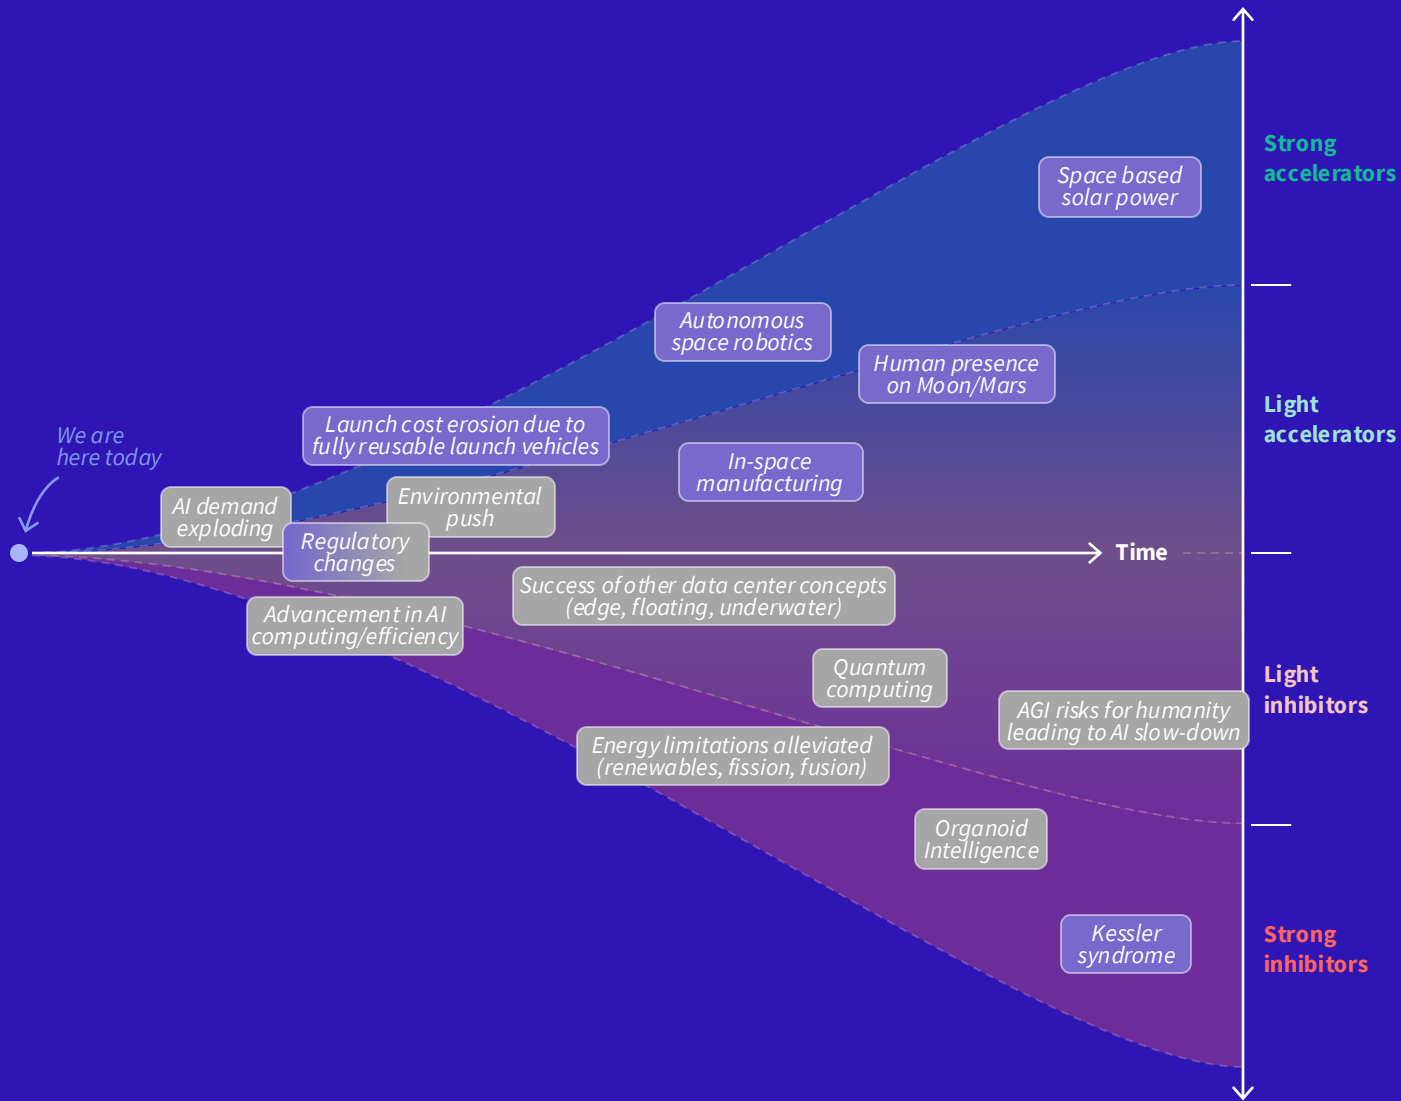 Strong
accelerators
Space based
solar power
Autonomous
space robotics
Human presence
on Moon/Mars
Light
accelerators
Launch cost erosion due to
fully reusable launch vehicles
We are
here today
In-space
manufacturing
AI demand
exploding
Environmental
push
Regulatory
changes
Time
Success of other data center concepts
(edge, floating, underwater)
Advancement in AI
computing/efficiency
Quantum
computing
Light
inhibitors
AGI risks for humanity
leading to AI slow-down
Energy limitations alleviated
(renewables, fission, fusion)
Organoid
Intelligence
Kessler
syndrome
Strong
inhibitors